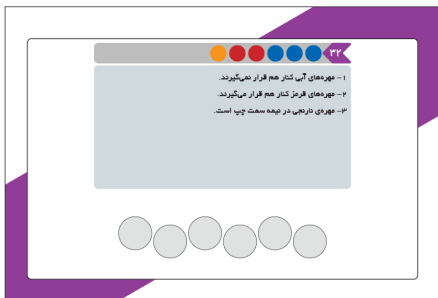 ۳۲
۱- مهره‌های آبی کنار هم قرار نمی‌گیرند.
۲- مهره‌های قرمز کنار هم قرار می‌گیرند.
۳- مهره‌ی نارنجی در نیمه سمت چپ است.